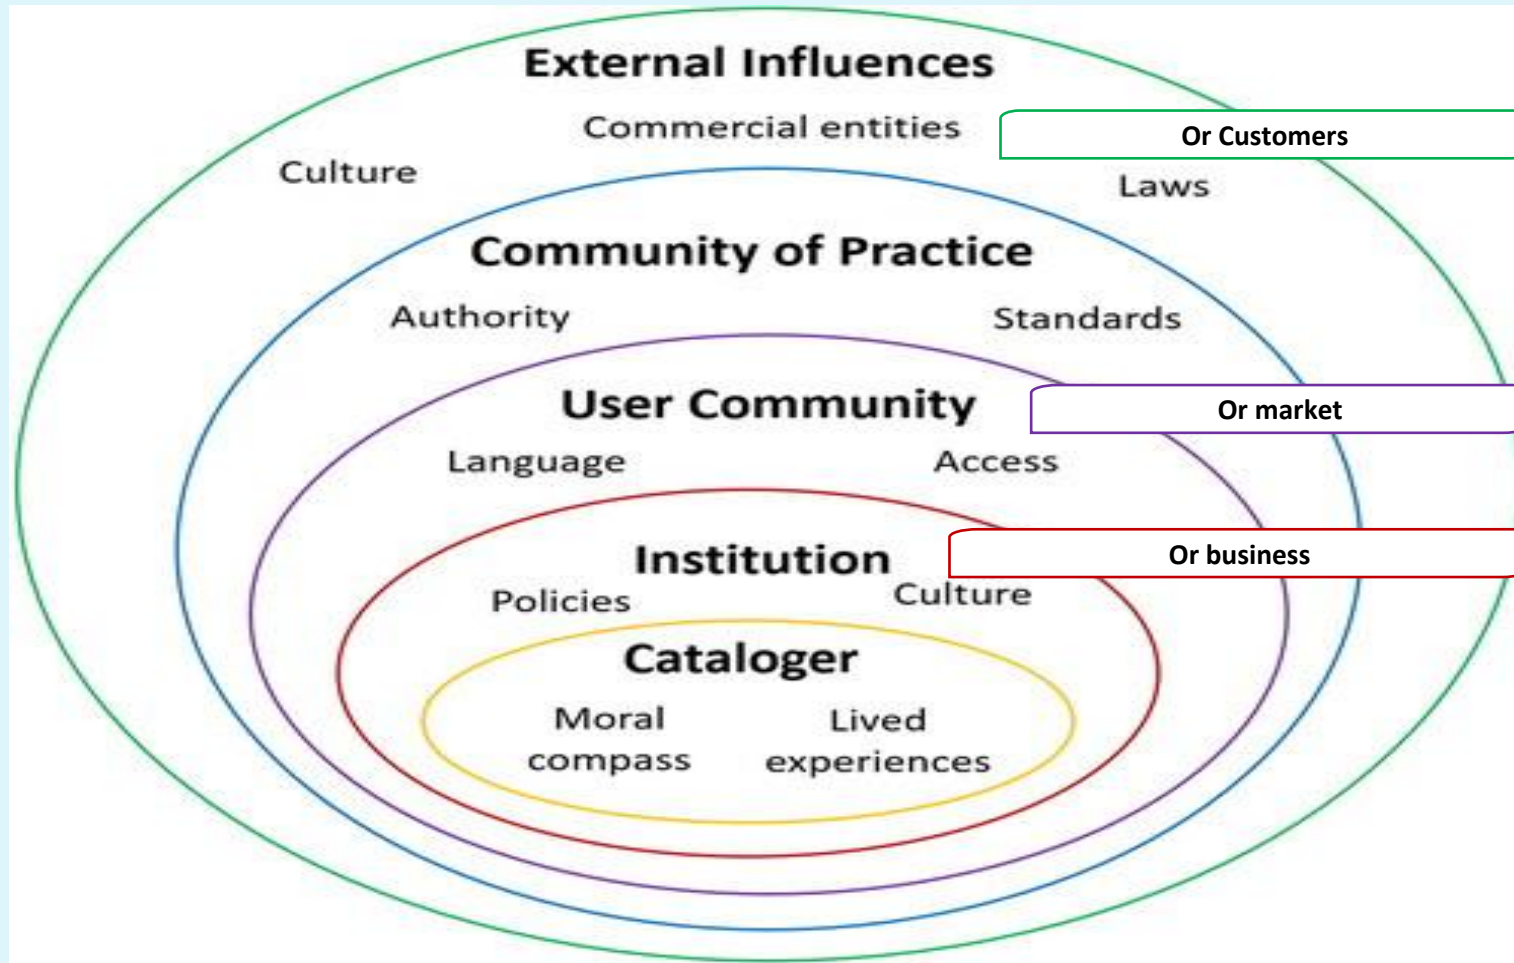 External Influences
Commercial entities
Or Customers
Culture
Laws
Community of Practice
Authority
Standards
User Community
Or market
Language
Access
Institution
Or business
Policies
Culture
Cataloger
Moral
compass
Lived
experiences